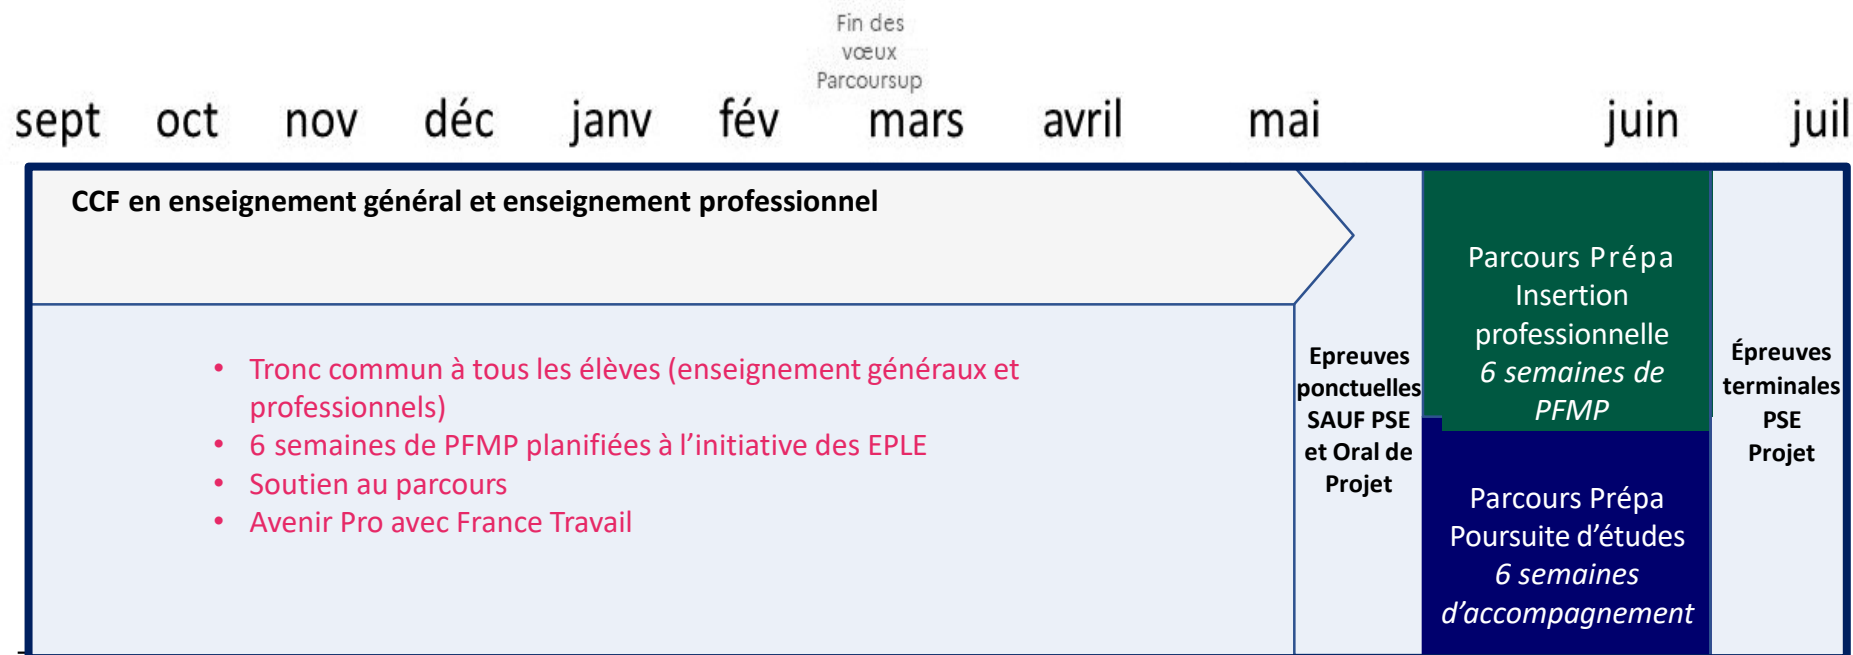 Fin des
vœux
Parcoursup
sept oct nov déc janv fév mars avril mai juin juil
CCF en enseignement général et enseignement professionnel
• Tronc commun à tous les élèves (enseignement généraux et
professionnels)
• 6 semaines de PFMP planifiées à l’initiative des EPLE
• Soutien au parcours
• Avenir Pro avec France Travail
Epreuves
ponctuelles
SAUF PSE
et Oral de
Projet
Parcours Prépa
Insertion
professionnelle
6 semaines de
PFMP
Parcours Prépa
Poursuite d’études
6 semaines
d’accompagnement
Épreuves
terminales
PSE
Projet